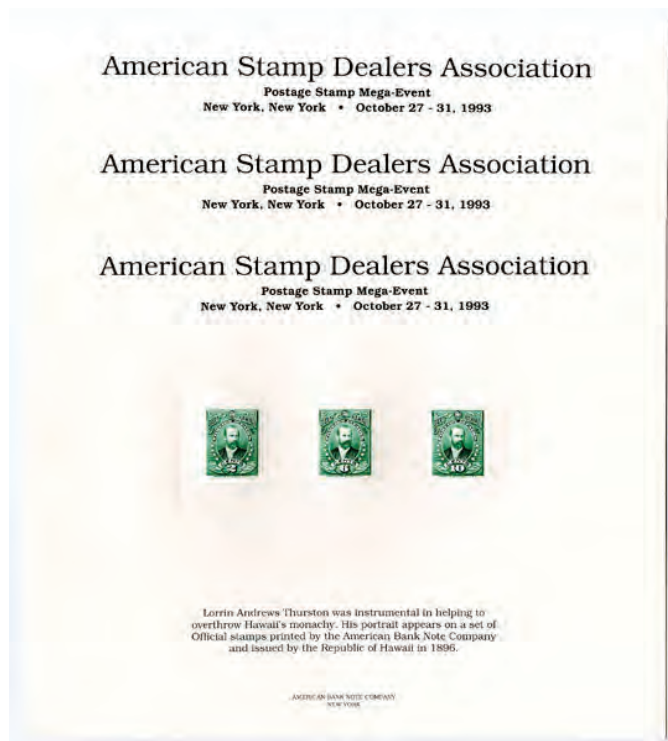 American Stamp Dealers Association
Postage Stamp Mega-Event
New York, New York • October 27 - 31, 1993
American Stamp Dealers Association
Postage Stamp Mega-Event
New York, New York • October 27 - 31, 1993
American Stamp Dealers Association
Postage Stamp Mega-Event
New York, New York • October 27 - 31, 1993
2 6 10
Lorrin Andrews Thurston was instrumental in helping to
overthrow Hawaii's monachy. His portrait appears on a set of
Official stamps printed by the American Bank Note Company
and issued by the Republic of Hawaii in 1896.
AMERICAN BANK NOTE COMPANY
NEW YORK